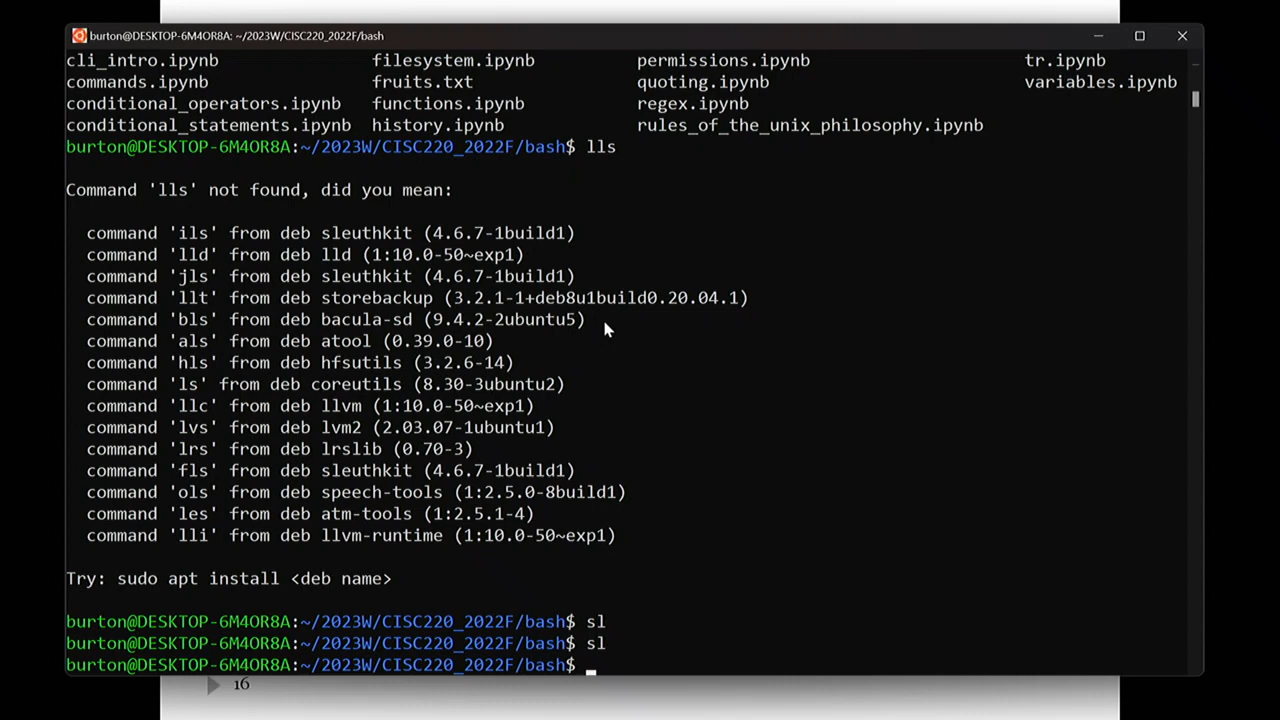 burton@DESKTOP-6M4OR8A: ~/2023W/CISC220_2022F/bash
cli_intro.ipynb filesystem.ipynb permissions.ipynb tr.ipynb
commands.ipynb fruits.txt quoting.ipynb variables.ipynb
conditional_operators.ipynb functions.ipynb regex.ipynb
conditional_statements.ipynb history.ipynb rules_of_the_unix_philosophy.ipynb
burton@DESKTOP-6M4OR8A:~/2023W/CISC220_2022F/bash$ lls
Command 'lls' not found, did you mean:
command 'ils' from deb sleuthkit (4.6.7-1build1)
command 'lld' from deb lld (1:10.0-50~exp1)
command 'jls' from deb sleuthkit (4.6.7-1build1)
command 'llt' from deb storebackup (3.2.1-1+deb8u1build0.20.04.1)
command 'bls' from deb bacula-sd (9.4.2-2ubuntu5)
command 'als' from deb atool (0.39.0-10)
command 'hls' from deb hfsutils (3.2.6-14)
command 'ls' from deb coreutils (8.30-3ubuntu2)
command 'llc' from deb llvm (1:10.0-50~exp1)
command 'lvs' from deb lvm2 (2.03.07-1ubuntu1)
command 'lrs' from deb lrslib (0.70-3)
command 'fls' from deb sleuthkit (4.6.7-1build1)
command 'ols' from deb speech-tools (1:2.5.0-8build1)
command 'les' from deb atm-tools (1:2.5.1-4)
command 'lli' from deb llvm-runtime (1:10.0-50~exp1)
Try: sudo apt install <deb name>
burton@DESKTOP-6M4OR8A:~/2023W/CISC220_2022F/bash$ sl
burton@DESKTOP-6M4OR8A:~/2023W/CISC220_2022F/bash$ sl
burton@DESKTOP-6M4OR8A:~/2023W/CISC220_2022F/bash$
16